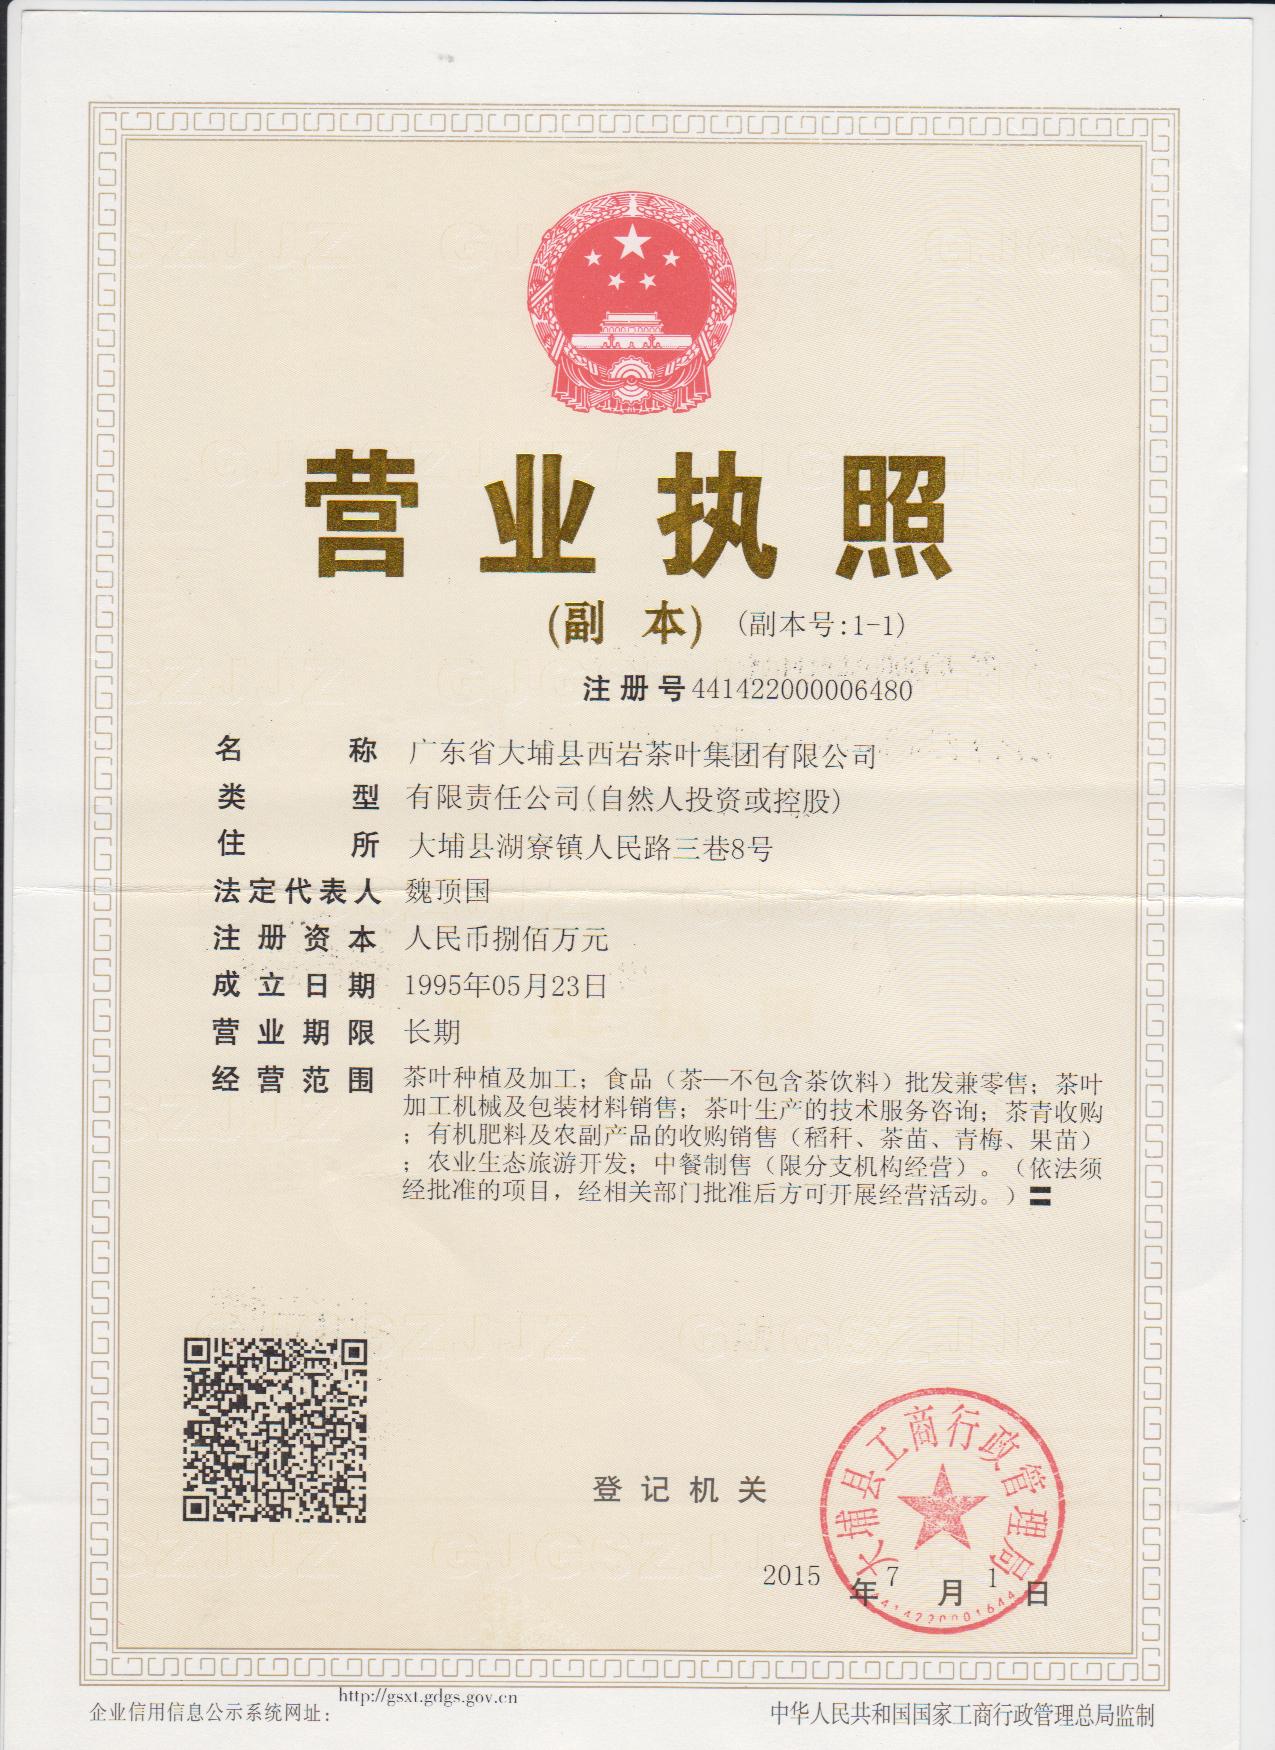 营业执照
(副 本) (副本号:1-1)
注册号441422000006480
名 称 广东省大埔县西岩茶叶集团有限公司
类 型 有限责任公司(自然人投资或控股)
住 所 大埔县湖寮镇人民路三巷8号
法定代表人 魏顶国
注册资本 人民币捌佰万元
成立日期 1995年05月23日
营业期限 长期
经营范围 茶叶种植及加工；食品（茶—不包含茶饮料）批发兼零售；茶叶
加工机械及包装材料销售；茶叶生产的技术服务咨询；茶青收购
；有机肥料及农副产品的收购销售（稻秆、茶苗、青梅、果苗）
；农业生态旅游开发；中餐制售（限分支机构经营）。（依法须
经批准的项目，经相关部门批准后方可开展经营活动。）
大埔县工商行政管理局
登记机关
2015年7月1日
4414220001644
企业信用信息公示系统网址：http://gsxt.gdgs.gov.cn
中华人民共和国国家工商行政管理总局监制